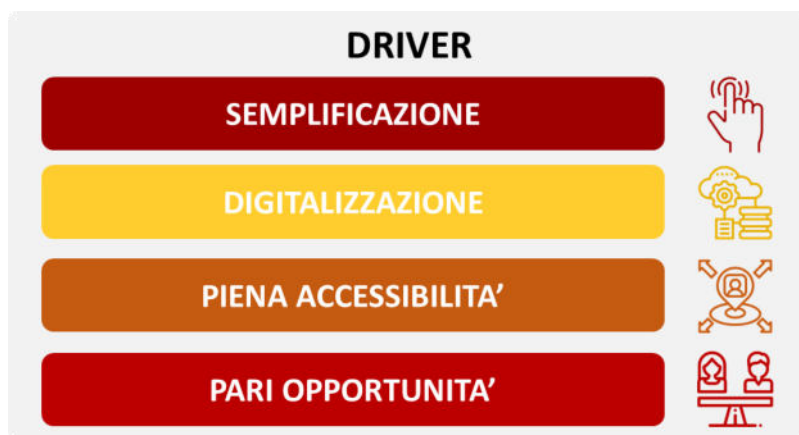 DRIVER
SEMPLIFICAZIONE
DIGITALIZZAZIONE
PIENA ACCESSIBILITA’
PARI OPPORTUNITA’